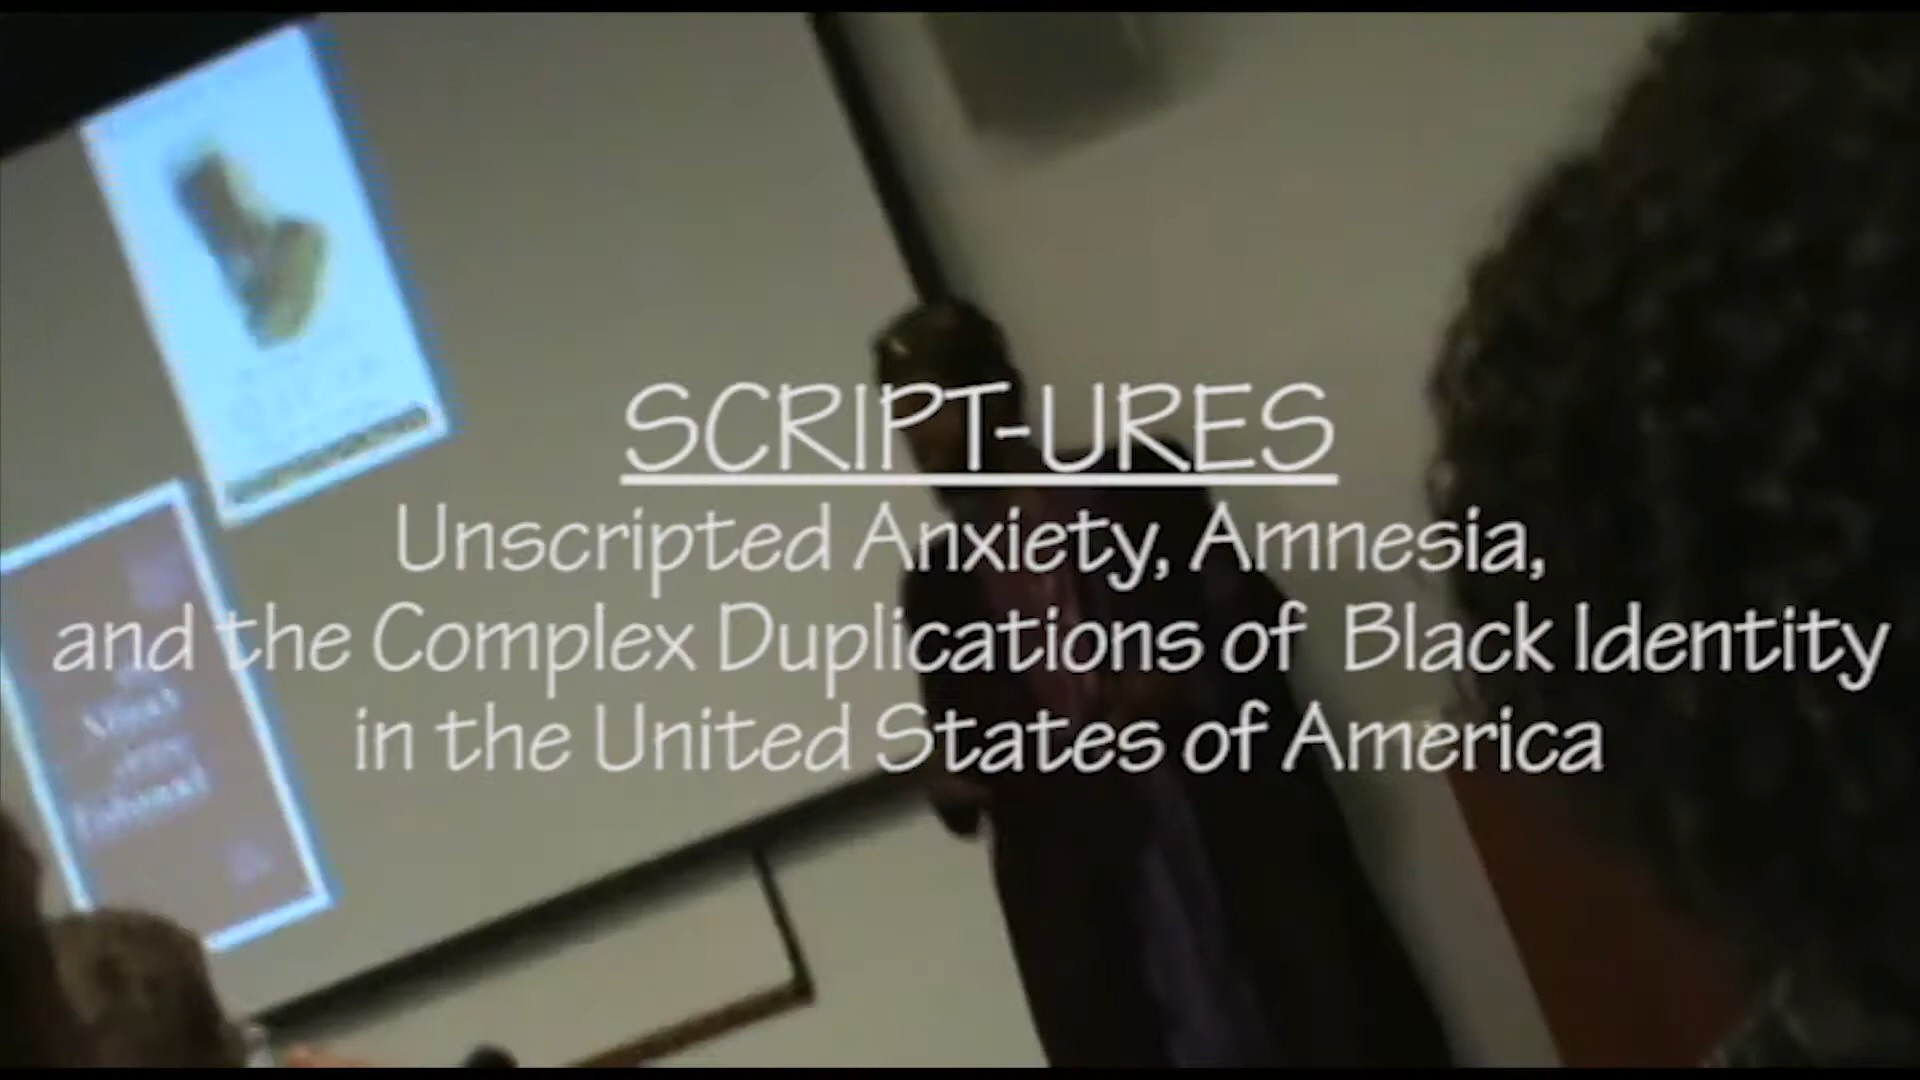 SCRIPT-URES
Unscripted Anxiety, Amnesia,
and the Complex Duplications of Black Identity
in the United States of America